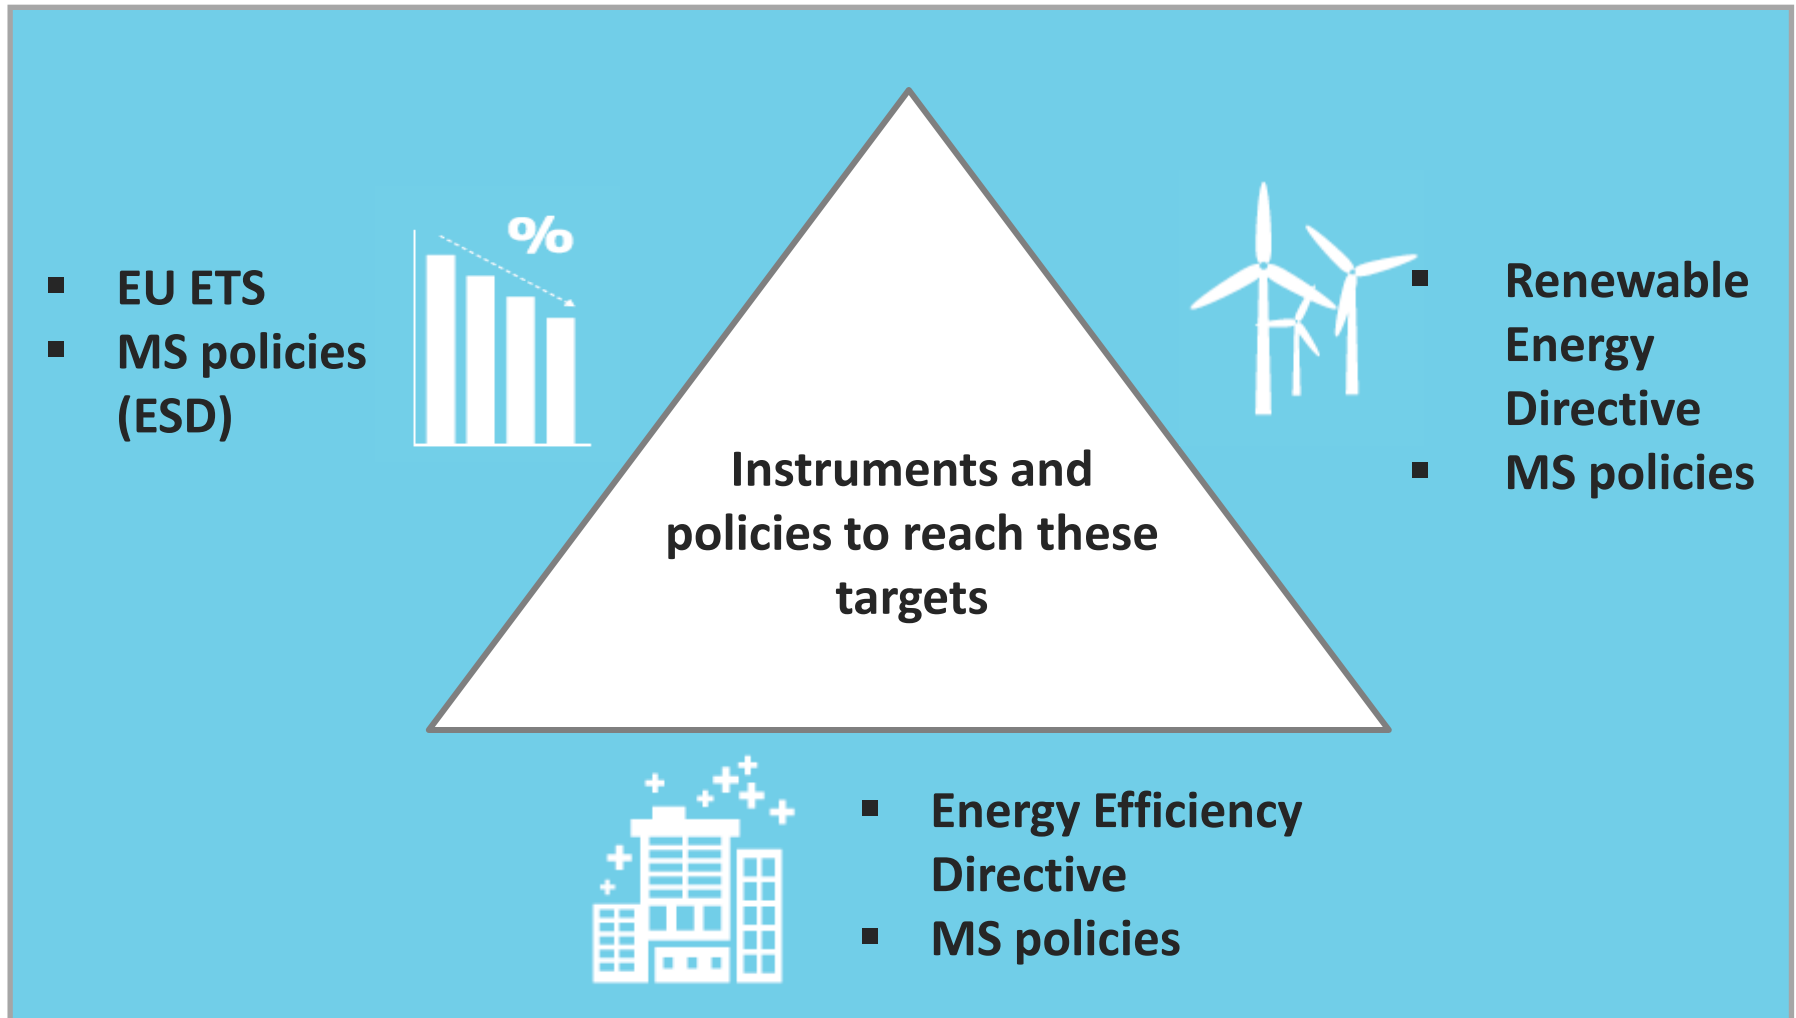 %
▪ EU ETS
▪ MS policies
(ESD)
▪ Renewable
Energy
Directive
▪ MS policies
Instruments and
policies to reach these
targets
▪ Energy Efficiency
Directive
▪ MS policies